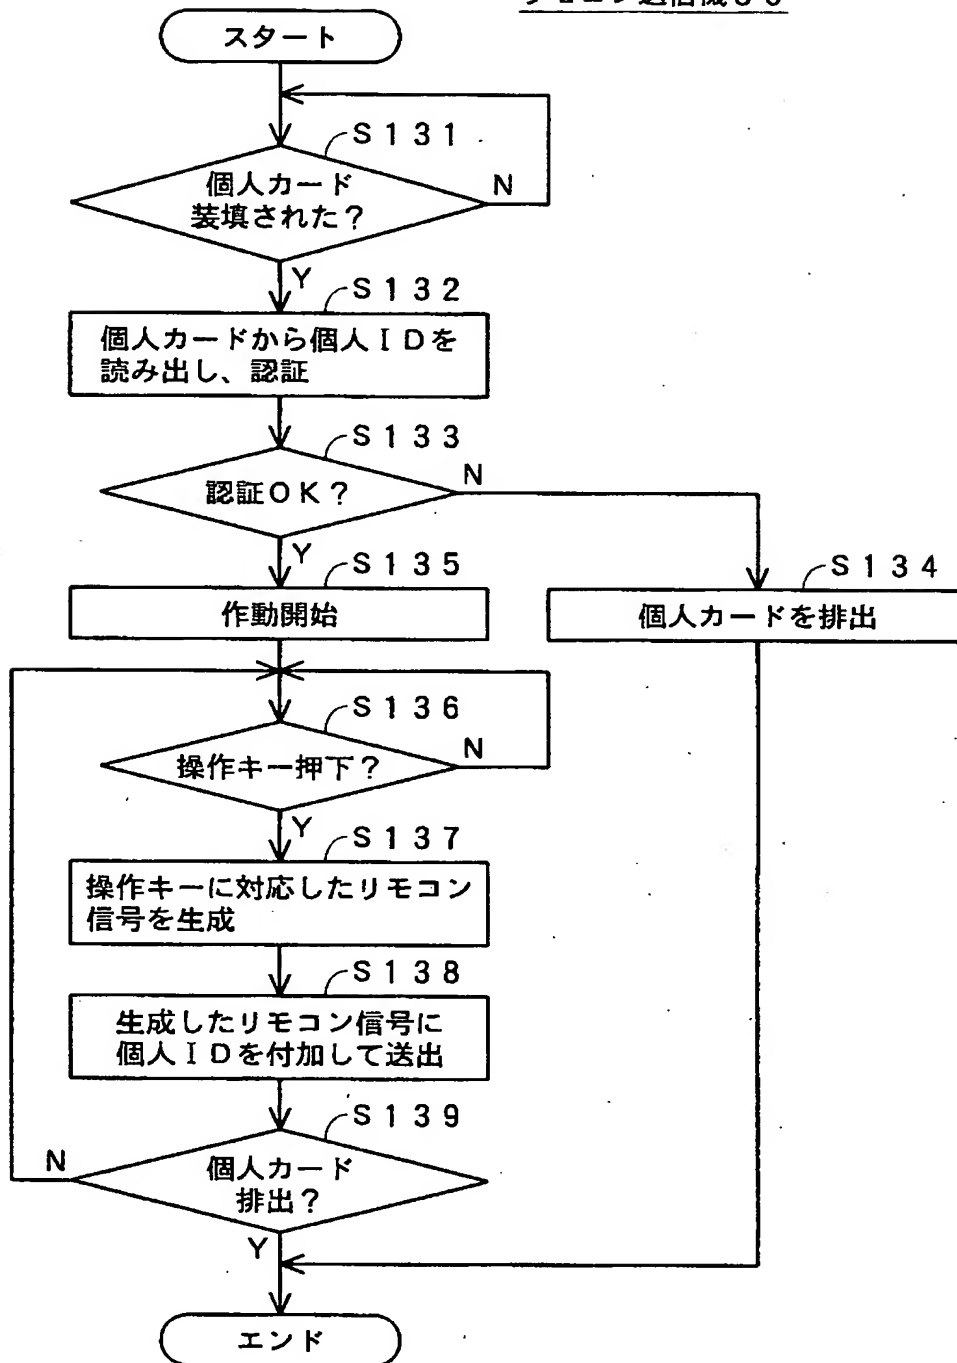 スタート
S131
個人カード
装填された?
N
Y
S132
個人カードから個人IDを
読み出し、認証
S133
認証OK?
N
Y
S135
作動開始
S134
個人カードを排出
S136
操作キー押下?
N
Y
S137
操作キーに対応したリモコン
信号を生成
S138
生成したリモコン信号に
個人IDを付加して送出
S139
個人カード
排出?
N
Y
エンド